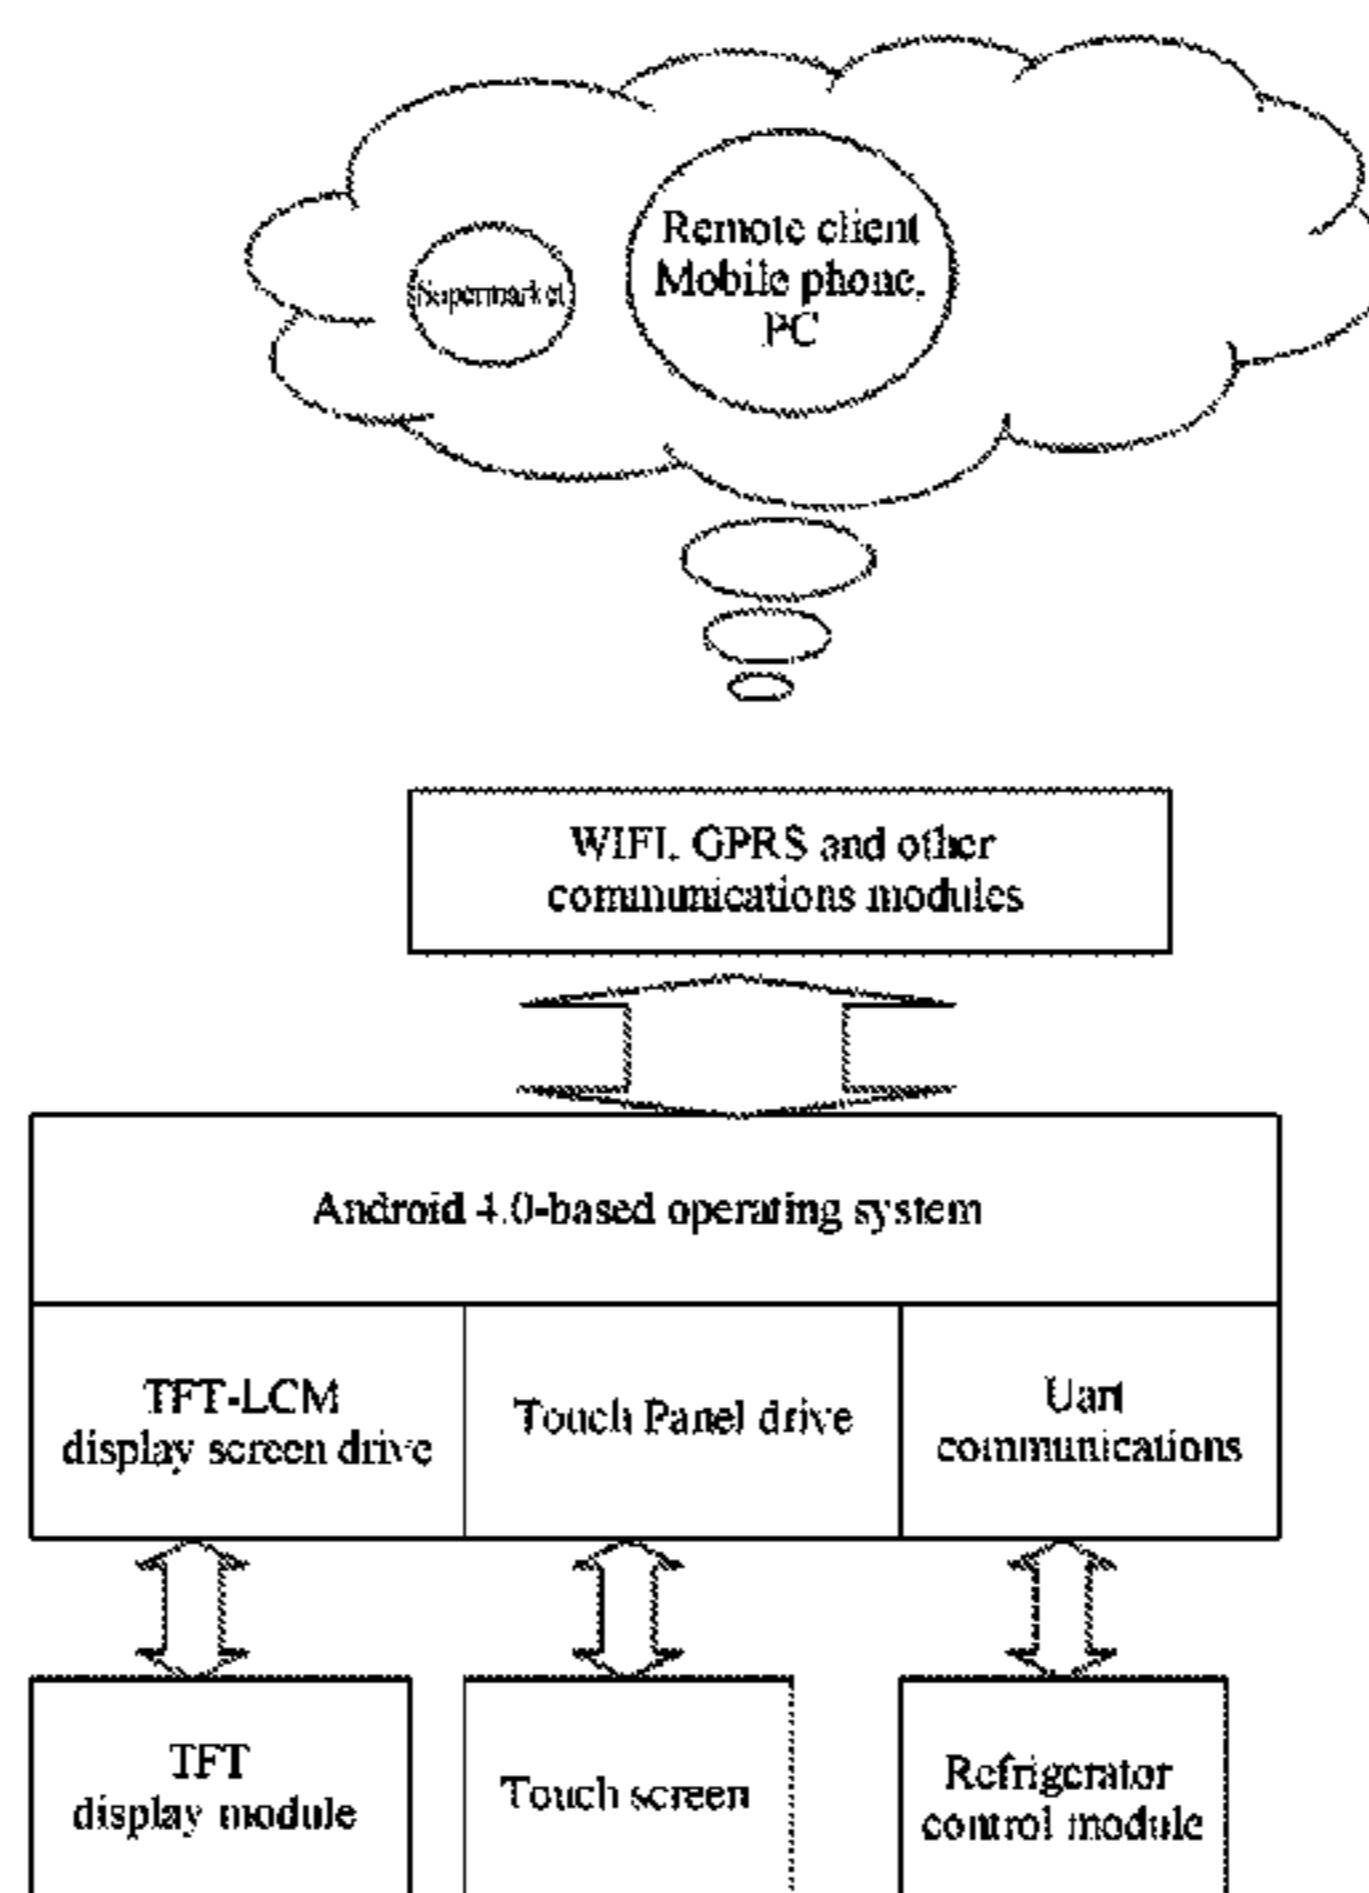 Remote client
Mobile phone,
PC
Supermarket
WIFI, GPRS and other
communications modules
Android 4.0-based operating system
TFT-LCM
display screen drive
Touch Panel drive
Uart
communications
TFT
display module
Touch screen
Refrigerator
control module